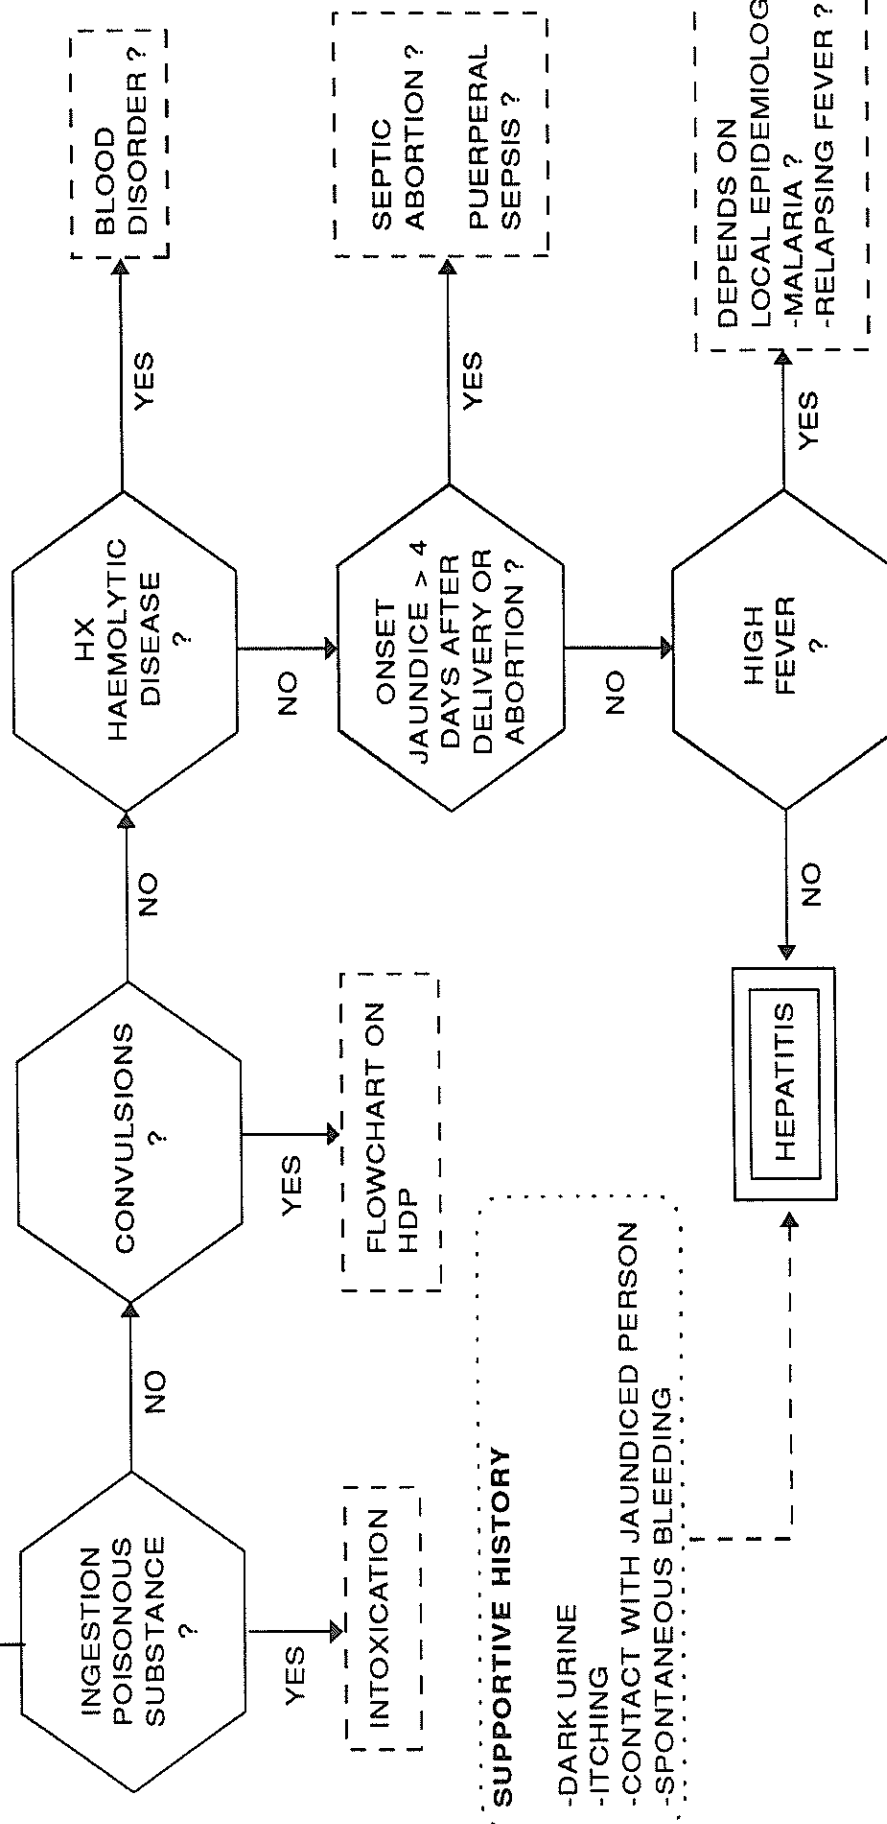 INGESTION
POISONOUS
SUBSTANCE
?
NO
YES
INTOXICATION
CONVULSIONS
?
NO
YES
FLOWCHART ON
HDP
HX
HAEMOLYTIC
DISEASE
?
YES
BLOOD
DISORDER ?
NO
ONSET
JAUNDICE > 4
DAYS AFTER
DELIVERY OR
ABORTION ?
YES
SEPTIC
ABORTION ?
PUERPERAL
SEPSIS ?
NO
HIGH
FEVER
?
YES
DEPENDS ON
LOCAL EPIDEMIOLOG
-MALARIA ?
-RELAPSING FEVER ?
NO
HEPATITIS
SUPPORTIVE HISTORY
-DARK URINE
-ITCHING
-CONTACT WITH JAUNDICED PERSON
-SPONTANEOUS BLEEDING